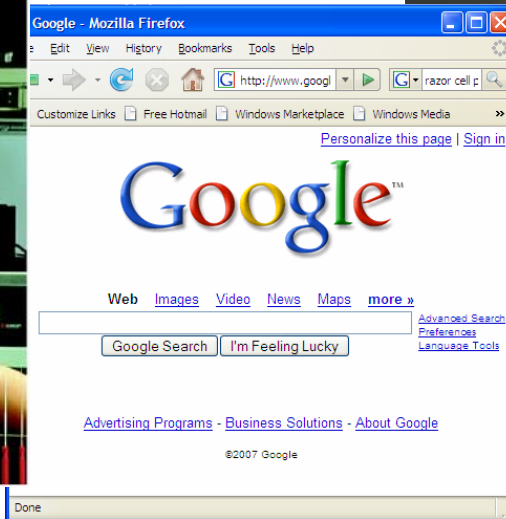 Google - Mozilla Firefox
Edit View History Bookmarks Tools Help
G http://www.googl G razor cell p
Customize Links Free Hotmail Windows Marketplace Windows Media »
Personalize this page | Sign in
Google™
Web Images Video News Maps more »
Advanced Search
Preferences
Language Tools
Google Search I'm Feeling Lucky
Advertising Programs - Business Solutions - About Google
©2007 Google
Done